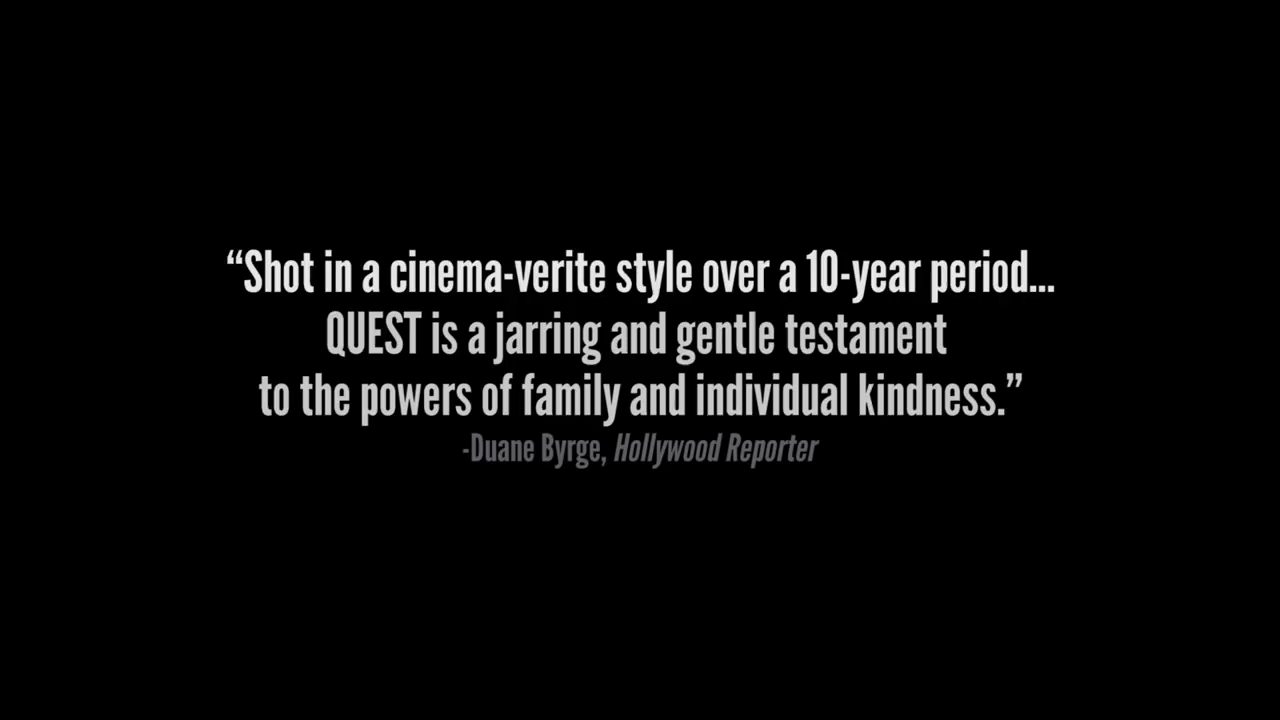 “Shot in a cinema-verite style over a 10-year period...
QUEST is a jarring and gentle testament
to the powers of family and individual kindness.”
-Duane Byrge, Hollywood Reporter